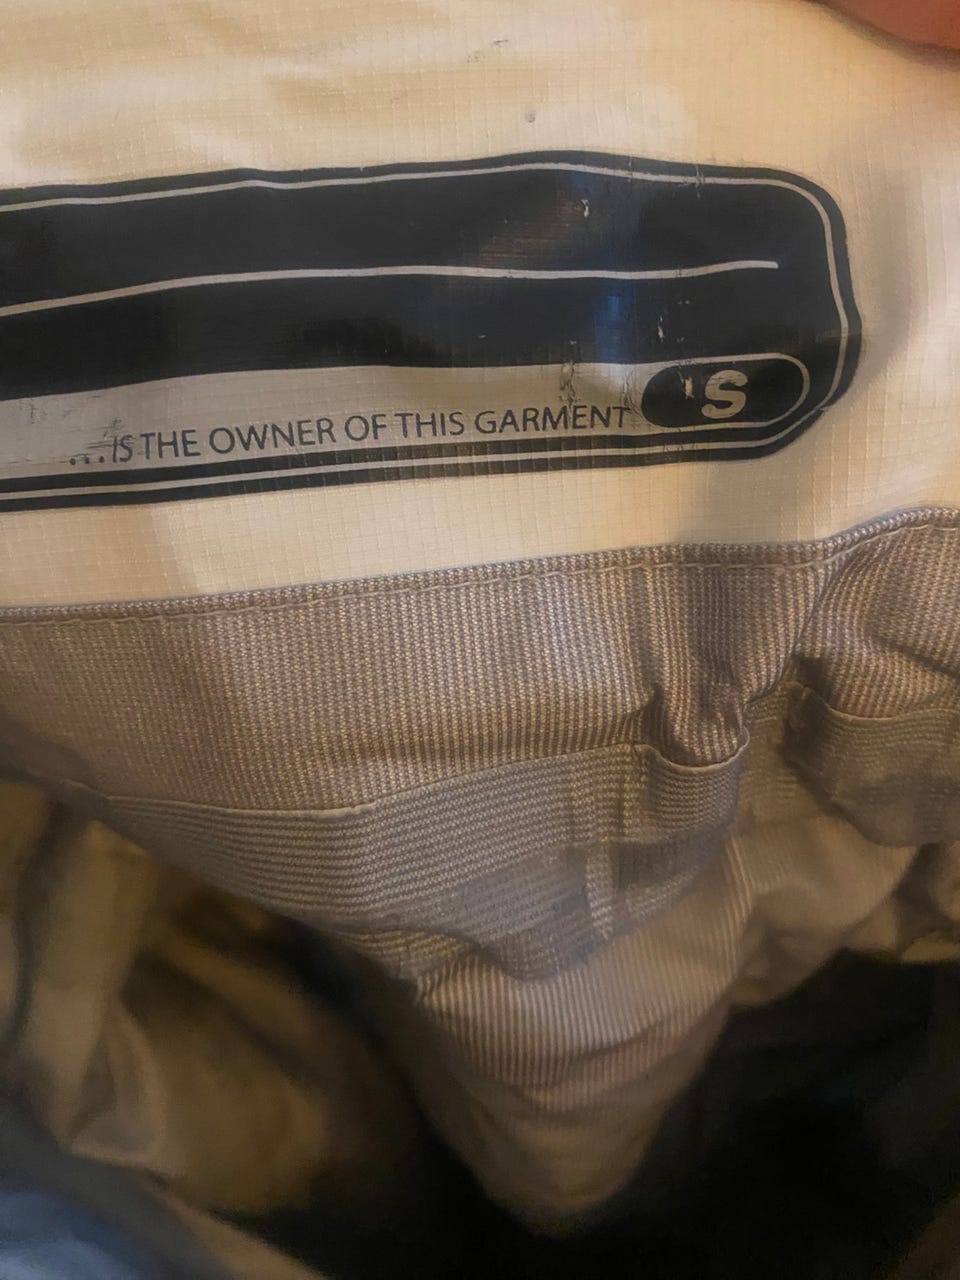 'S
...IS THE OWNER OF THIS GARMENT